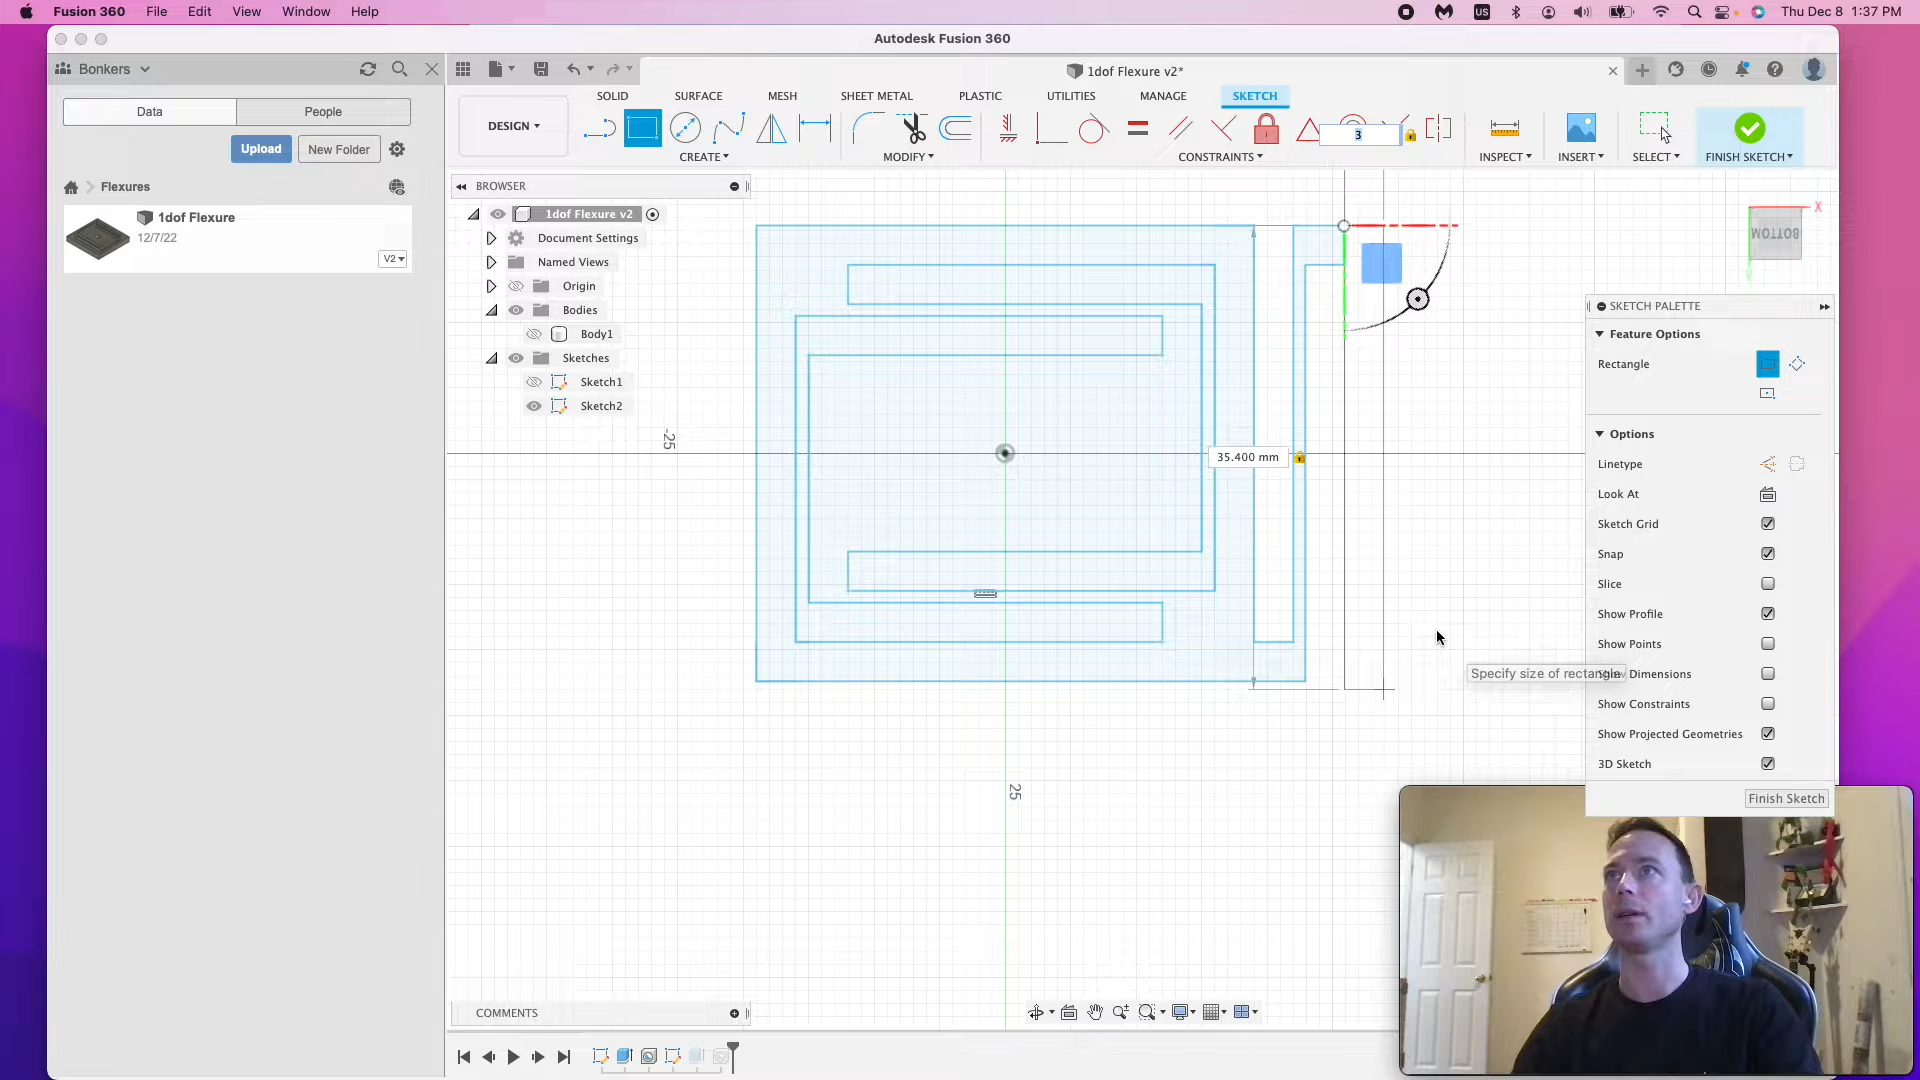 Fusion 360 File Edit View Window Help
US Thu Dec 8 1:37 PM
Autodesk Fusion 360
Bonkers
1dof Flexure v2*
Data People
Upload New Folder
Flexures
1dof Flexure
12/7/22
V2
SOLID SURFACE MESH SHEET METAL PLASTIC UTILITIES MANAGE SKETCH
DESIGN
3
CREATE MODIFY CONSTRAINTS INSPECT INSERT SELECT FINISH SKETCH
BROWSER
1dof Flexure v2
Document Settings
Named Views
Origin
Bodies
Body1
Sketches
Sketch1
Sketch2
-25
35.400 mm
25
X
BOTTOM
SKETCH PALETTE
Feature Options
Rectangle
Options
Linetype
Look At
Sketch Grid
Snap
Slice
Show Profile
Show Points
Specify size of rectangle
Dimensions
Show Constraints
Show Projected Geometries
3D Sketch
Finish Sketch
COMMENTS